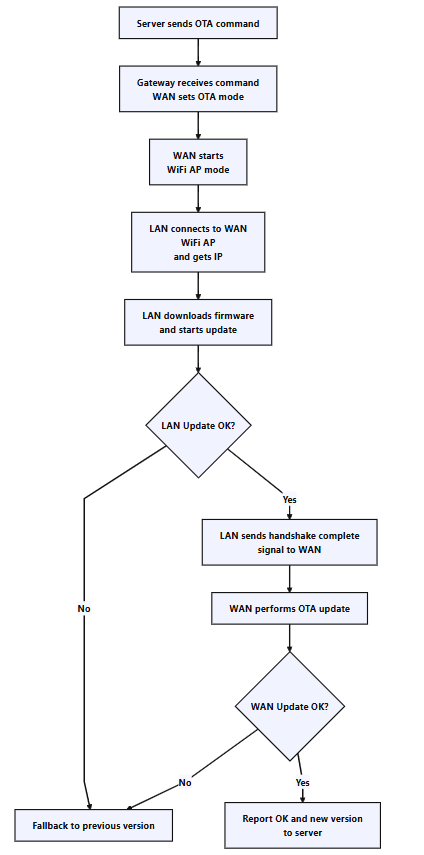 Server sends OTA command
Gateway receives command
WAN sets OTA mode
WAN starts
WiFi AP mode
LAN connects to WAN
WiFi AP
and gets IP
LAN downloads firmware
and starts update
LAN Update OK?
Yes
LAN sends handshake complete
signal to WAN
No
WAN performs OTA update
WAN Update OK?
No
Yes
Fallback to previous version
Report OK and new version
to server